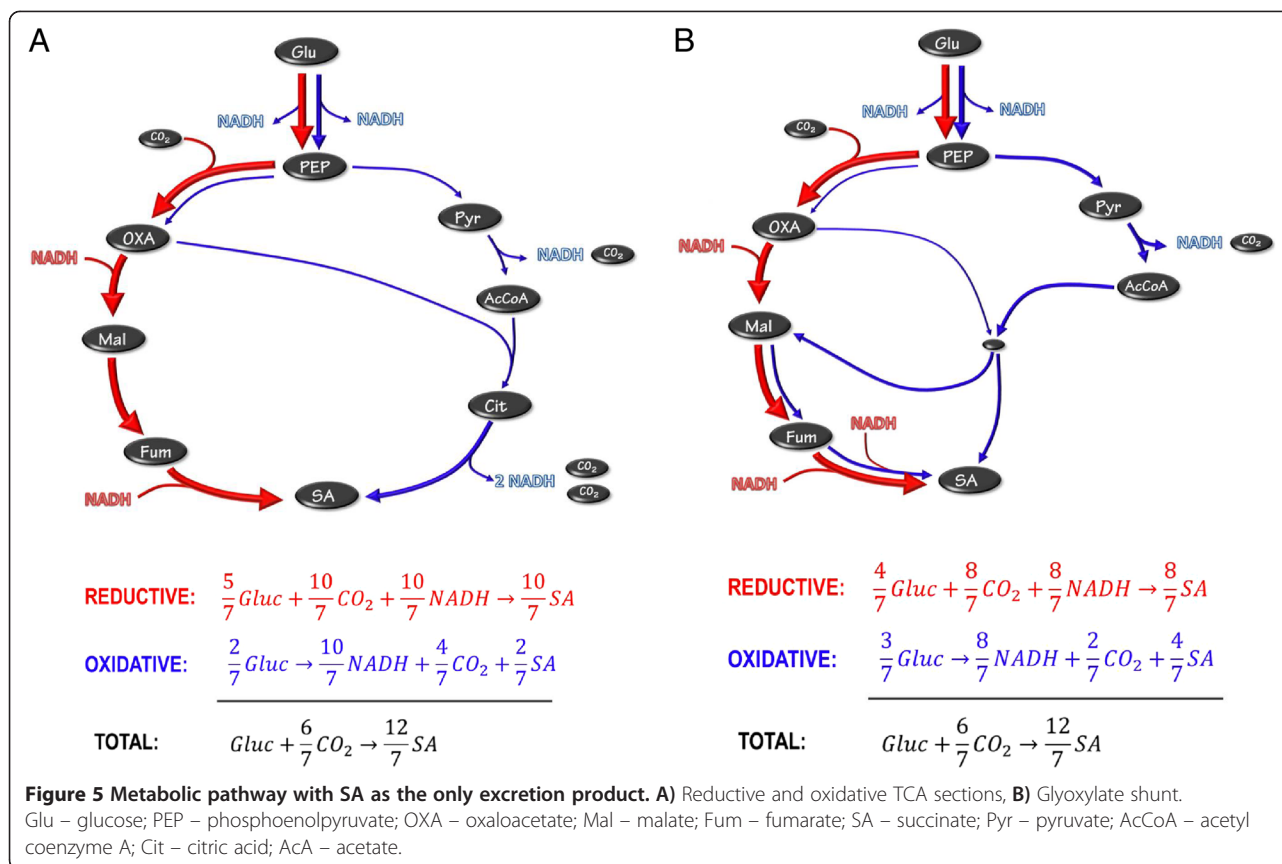 A
Glu
NADH
NADH
CO₂
PEP
OXA
Pyr
NADH
NADH
CO₂
AcCoA
Mal
Cit
Fum
NADH
SA
2 NADH
CO₂
CO₂
REDUCTIVE: 5/7 Gluc + 10/7 CO₂ + 10/7 NADH → 10/7 SA
OXIDATIVE: 2/7 Gluc → 10/7 NADH + 4/7 CO₂ + 2/7 SA
TOTAL: Gluc + 6/7 CO₂ → 12/7 SA
B
Glu
NADH
NADH
CO₂
PEP
OXA
Pyr
NADH
NADH
CO₂
AcCoA
Mal
Fum
NADH
NADH
SA
REDUCTIVE: 4/7 Gluc + 8/7 CO₂ + 8/7 NADH → 8/7 SA
OXIDATIVE: 3/7 Gluc → 8/7 NADH + 2/7 CO₂ + 4/7 SA
TOTAL: Gluc + 6/7 CO₂ → 12/7 SA
Figure 5 Metabolic pathway with SA as the only excretion product. A) Reductive and oxidative TCA sections, B) Glyoxylate shunt.
Glu – glucose; PEP – phosphoenolpyruvate; OXA – oxaloacetate; Mal – malate; Fum – fumarate; SA – succinate; Pyr – pyruvate; AcCoA – acetyl
coenzyme A; Cit – citric acid; AcA – acetate.